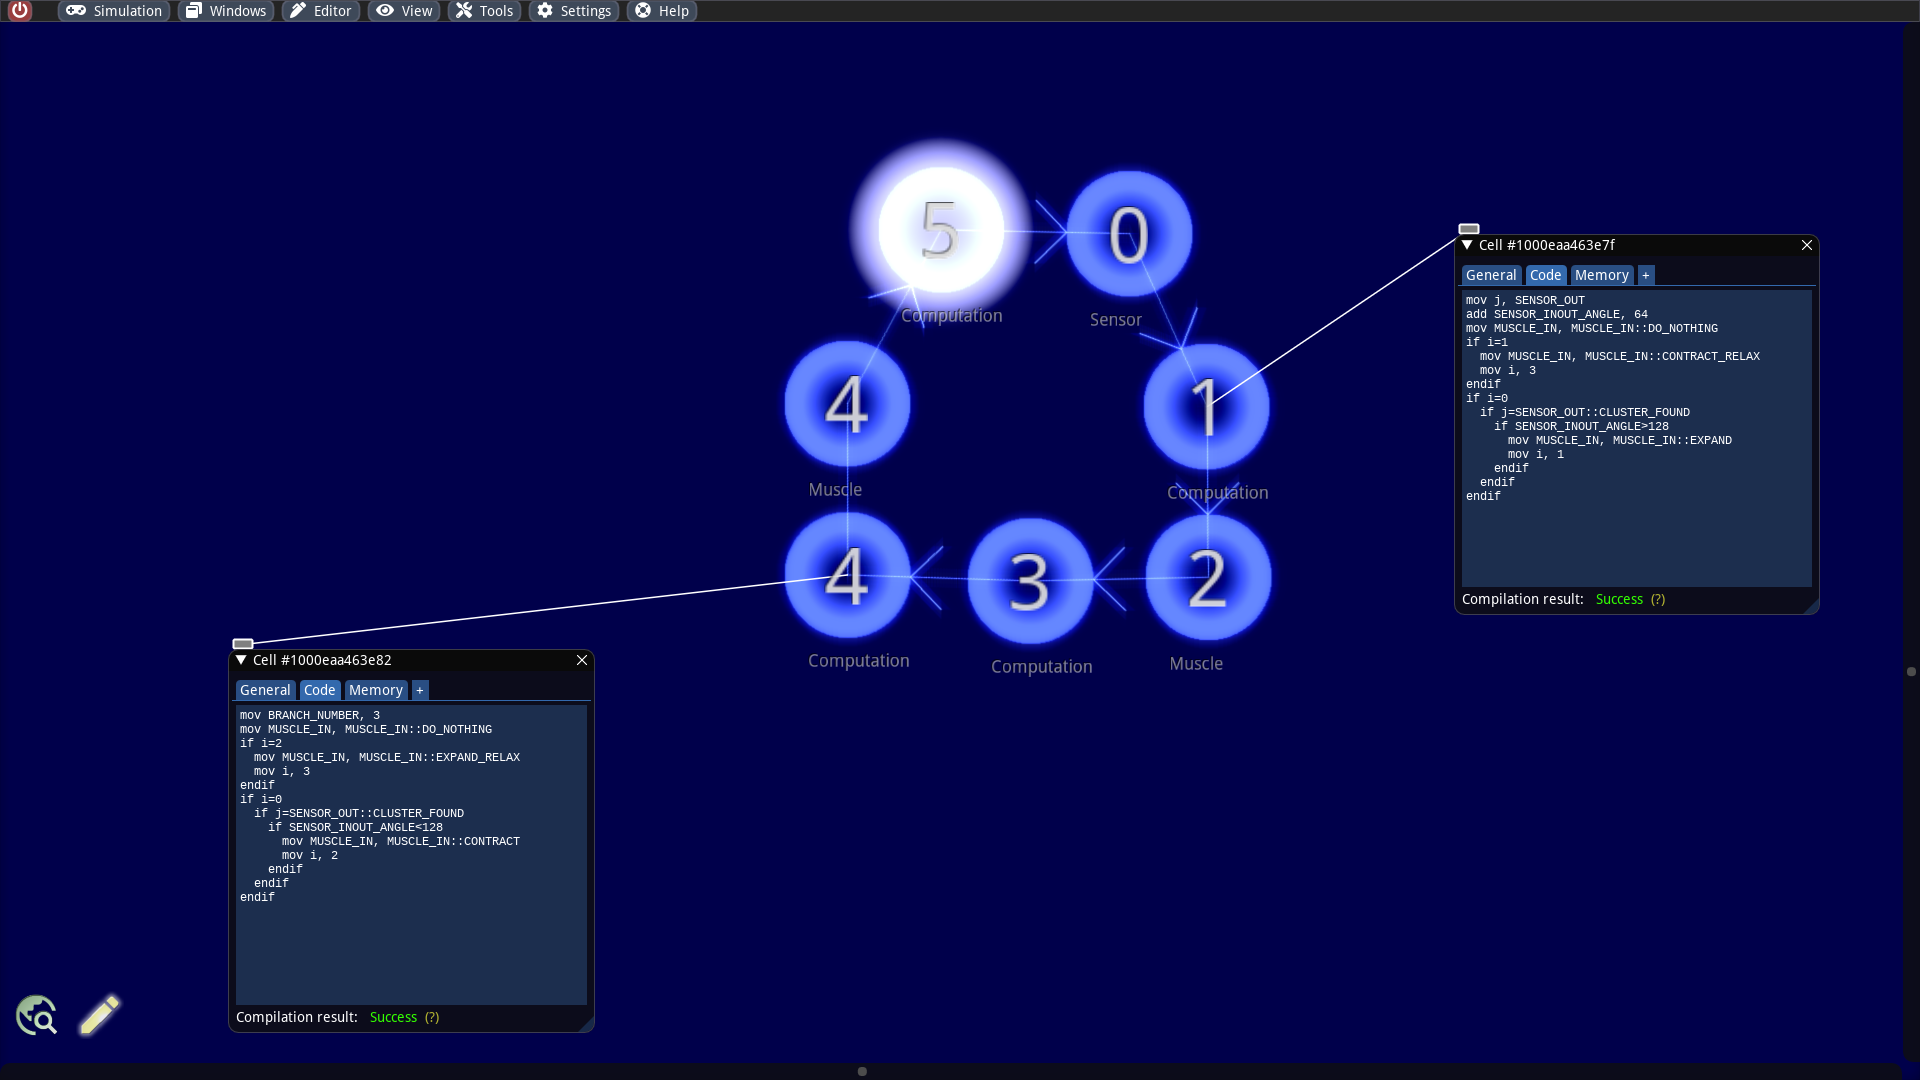 Simulation Windows Editor View Tools Settings Help
5
0
Computation
Sensor
4
1
Muscle
Computation
4
3
2
Computation
Computation
Muscle
Cell #1000eaa463e7f
General Code Memory +
mov j, SENSOR_OUT
add SENSOR_INOUT_ANGLE, 64
mov MUSCLE_IN, MUSCLE_IN::DO_NOTHING
if i=1
mov MUSCLE_IN, MUSCLE_IN::CONTRACT_RELAX
mov i, 3
endif
if i=0
if j=SENSOR_OUT::CLUSTER_FOUND
if SENSOR_INOUT_ANGLE>128
mov MUSCLE_IN, MUSCLE_IN::EXPAND
mov i, 1
endif
endif
endif
Compilation result: Success (?)
Cell #1000eaa463e82
General Code Memory +
mov BRANCH_NUMBER, 3
mov MUSCLE_IN, MUSCLE_IN::DO_NOTHING
if i=2
mov MUSCLE_IN, MUSCLE_IN::EXPAND_RELAX
mov i, 3
endif
if i=0
if j=SENSOR_OUT::CLUSTER_FOUND
if SENSOR_INOUT_ANGLE<128
mov MUSCLE_IN, MUSCLE_IN::CONTRACT
mov i, 2
endif
endif
endif
Compilation result: Success (?)